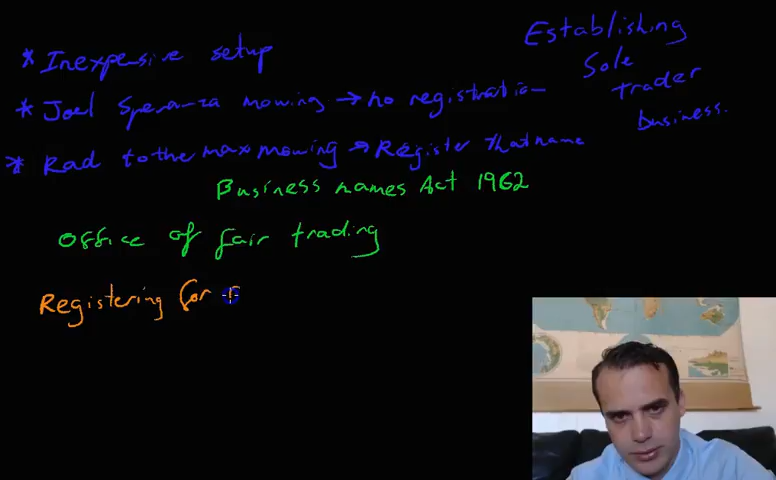 Establishing
Sole
trader
business.
* Inexpensive setup
* Joel Speranza mowing → no registration
* Rad to the max mowing → Register that name
Business names Act 1962
Office of fair trading
Registering for